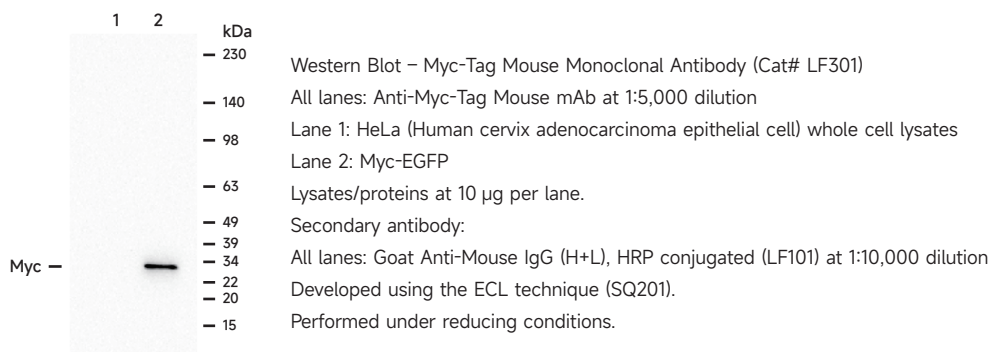 1 2
kDa
230
140
98
63
49
39
34
22
20
15
Myc
Western Blot – Myc-Tag Mouse Monoclonal Antibody (Cat# LF301)
All lanes: Anti-Myc-Tag Mouse mAb at 1:5,000 dilution
Lane 1: HeLa (Human cervix adenocarcinoma epithelial cell) whole cell lysates
Lane 2: Myc-EGFP
Lysates/proteins at 10 µg per lane.
Secondary antibody:
All lanes: Goat Anti-Mouse IgG (H+L), HRP conjugated (LF101) at 1:10,000 dilution
Developed using the ECL technique (SQ201).
Performed under reducing conditions.